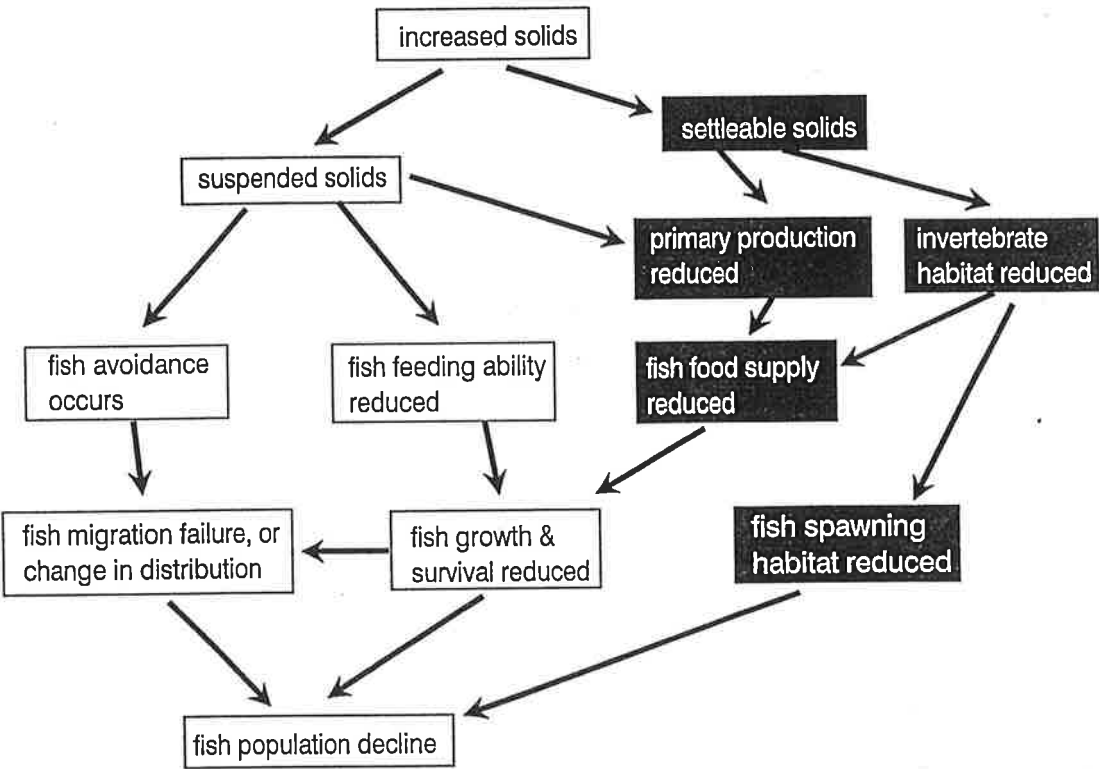 increased solids
settleable solids
suspended solids
primary production
reduced
invertebrate
habitat reduced
fish avoidance
occurs
fish feeding ability
reduced
fish food supply
reduced
fish migration failure, or
change in distribution
fish growth &
survival reduced
fish spawning
habitat reduced
fish population decline